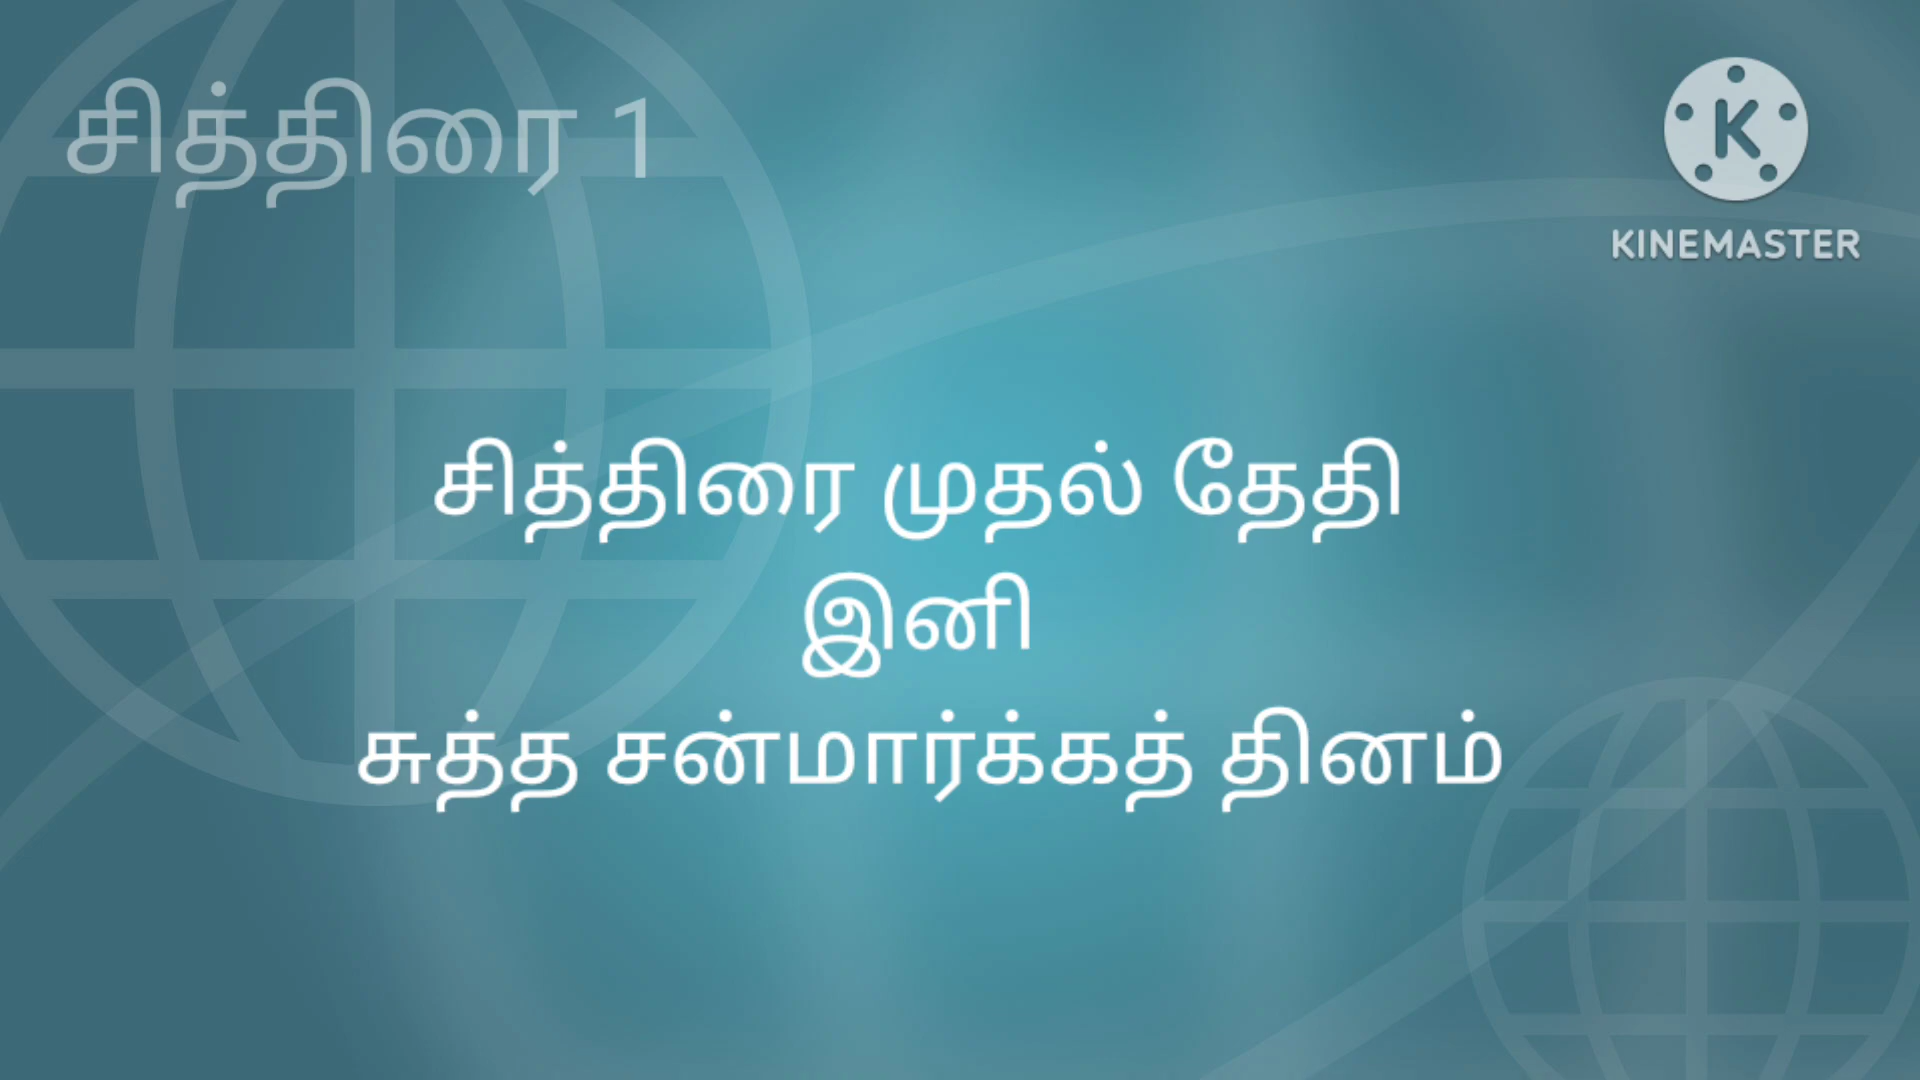 சித்திரை 1
KINEMASTER
சித்திரை முதல் தேதி
இனி
சுத்த சன்மார்க்கத் தினம்